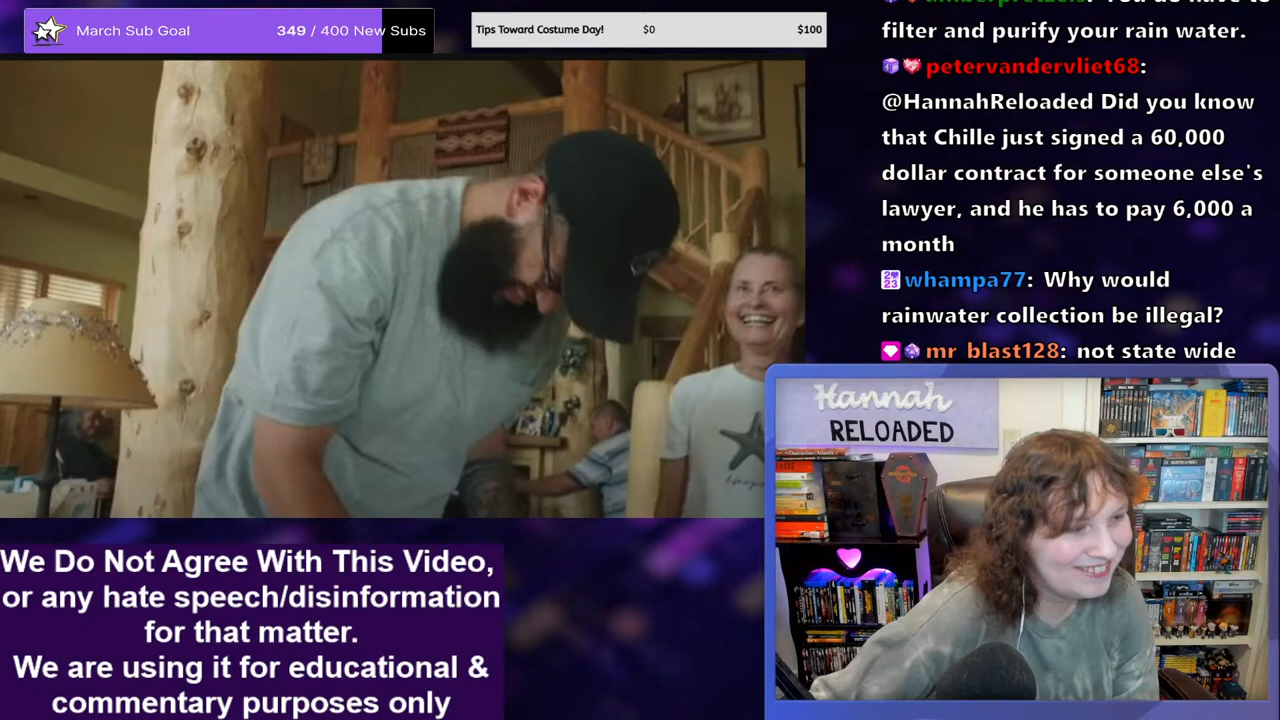 March Sub Goal
349 / 400 New Subs
Tips Toward Costume Day!
$0
$100
filter and purify your rain water.
petervandervliet68:
@HannahReloaded Did you know
that Chille just signed a 60,000
dollar contract for someone else's
lawyer, and he has to pay 6,000 a
month
whampa77: Why would
rainwater collection be illegal?
mr_blast128: not state wide
Hannah
RELOADED
We Do Not Agree With This Video,
or any hate speech/disinformation
for that matter.
We are using it for educational &
commentary purposes only